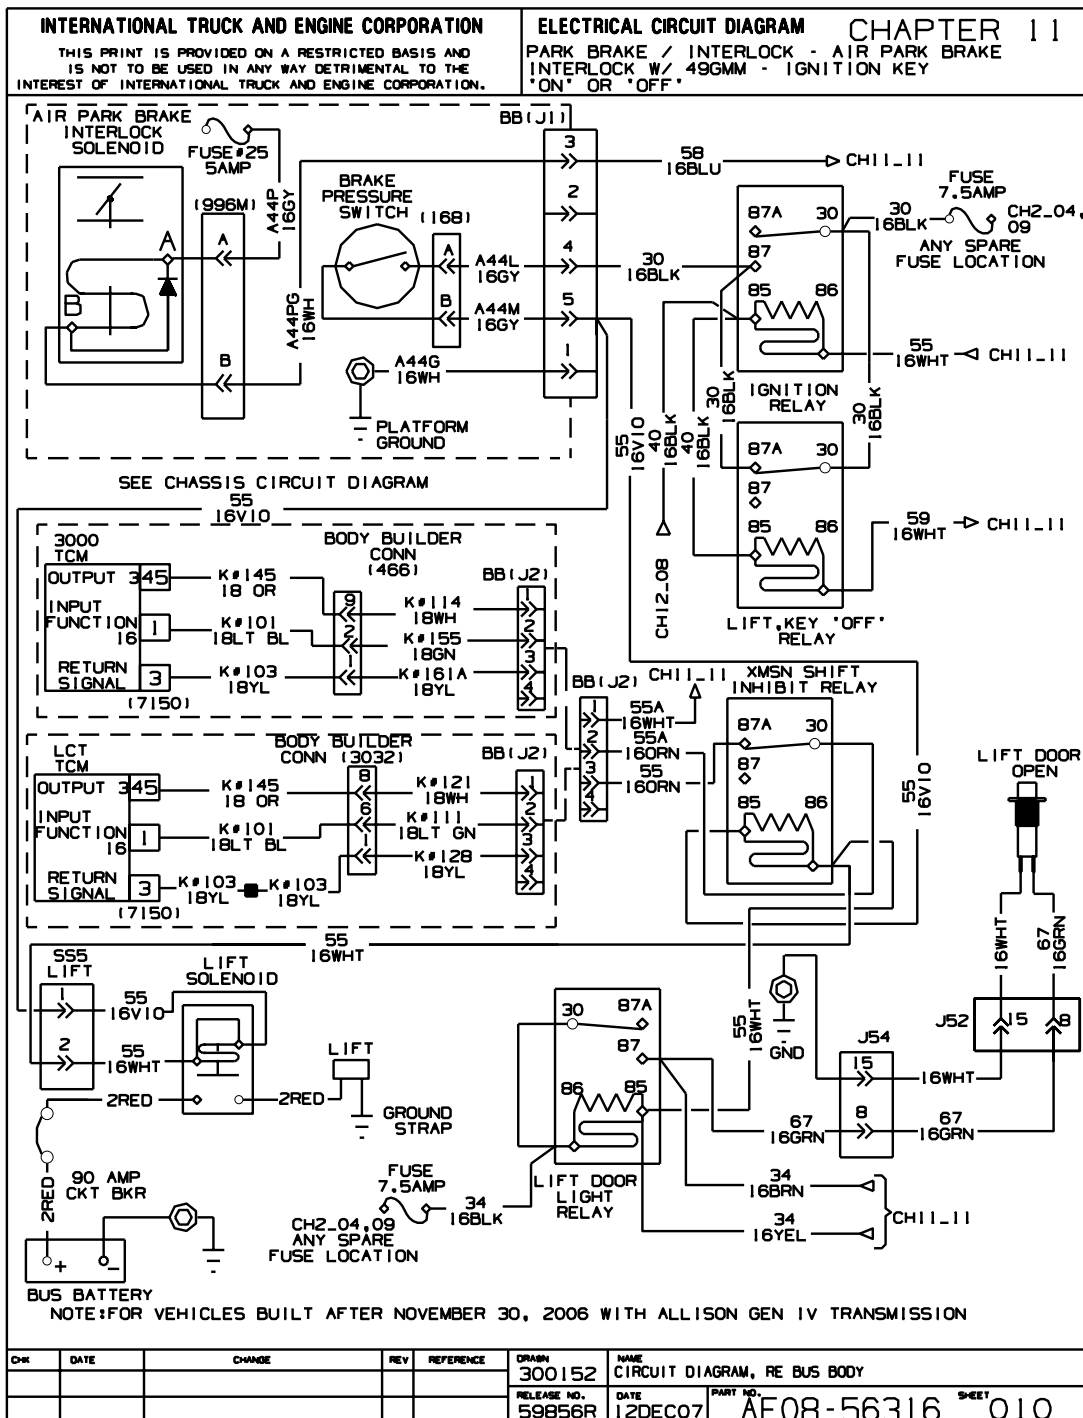 INTERNATIONAL TRUCK AND ENGINE CORPORATION
THIS PRINT IS PROVIDED ON A RESTRICTED BASIS AND
IS NOT TO BE USED IN ANY WAY DETRIMENTAL TO THE
INTEREST OF INTERNATIONAL TRUCK AND ENGINE CORPORATION.
ELECTRICAL CIRCUIT DIAGRAM
CHAPTER 11
PARK BRAKE / INTERLOCK - AIR PARK BRAKE
INTERLOCK W/ 49GMM - IGNITION KEY
"ON" OR "OFF"
AIR PARK BRAKE
INTERLOCK
SOLENOID
FUSE#25
5AMP
A44P
16GY
(996M)
A
B
A
B
A44PG
16WH
BRAKE
PRESSURE
SWITCH
(168)
A
B
A44L
16GY
A44M
16GY
A44G
16WH
PLATFORM
GROUND
BB(J1)
3
2
4
5
1
58
16BLU
CH11_11
30
16BLK
FUSE
7.5AMP
30
16BLK
CH2_04,
09
ANY SPARE
FUSE LOCATION
87A
30
87
85
86
55
16WHT
CH11_11
IGNITION
RELAY
55
16VIO
40
16BLK
40
16BLK
30
16BLK
30
16BLK
87A
30
87
85
86
59
16WHT
CH11_11
LIFT,KEY "OFF"
RELAY
CH12_08
SEE CHASSIS CIRCUIT DIAGRAM
55
16VIO
3000
TCM
OUTPUT 3
45
INPUT
FUNCTION
16
1
RETURN
SIGNAL
3
(7150)
K#145
18 OR
K#101
18LT BL
K#103
18YL
BODY BUILDER
CONN
(466)
9
2
1
K#114
18WH
K#155
18GN
K#161A
18YL
BB(J2)
1
2
3
4
LCT
TCM
OUTPUT 3
45
INPUT
FUNCTION
16
1
RETURN
SIGNAL
3
(7150)
K#145
18 OR
K#101
18LT BL
K#103
18YL
K#103
18YL
BODY BUILDER
CONN (3032)
8
6
1
K#121
18WH
K#111
18LT GN
K#128
18YL
BB(J2)
1
2
3
4
BB(J2)
1
2
3
4
CH11_11
55A
16WHT
55A
16ORN
55
16ORN
XMSN SHIFT
INHIBIT RELAY
87A
30
87
85
86
55
16VIO
LIFT DOOR
OPEN
16WHT
67
16GRN
J52
15
8
55
16WHT
SS5
LIFT
1
2
55
16VIO
55
16WHT
LIFT
SOLENOID
2RED
2RED
LIFT
GROUND
STRAP
90 AMP
CKT BKR
2RED
+
-
BUS BATTERY
30
87A
87
86
85
LIFT DOOR
LIGHT
RELAY
55
16WHT
GND
J54
15
8
16WHT
67
16GRN
67
16GRN
34
16BRN
34
16YEL
CH11_11
FUSE
7.5AMP
34
16BLK
CH2_04,09
ANY SPARE
FUSE LOCATION
NOTE:FOR VEHICLES BUILT AFTER NOVEMBER 30, 2006 WITH ALLISON GEN IV TRANSMISSION
CHK
DATE
CHANGE
REV
REFERENCE
DRAWN
300152
NAME
CIRCUIT DIAGRAM, RE BUS BODY
RELEASE NO.
59856R
DATE
12DEC07
PART NO.
AE08-56316
SHEET
010